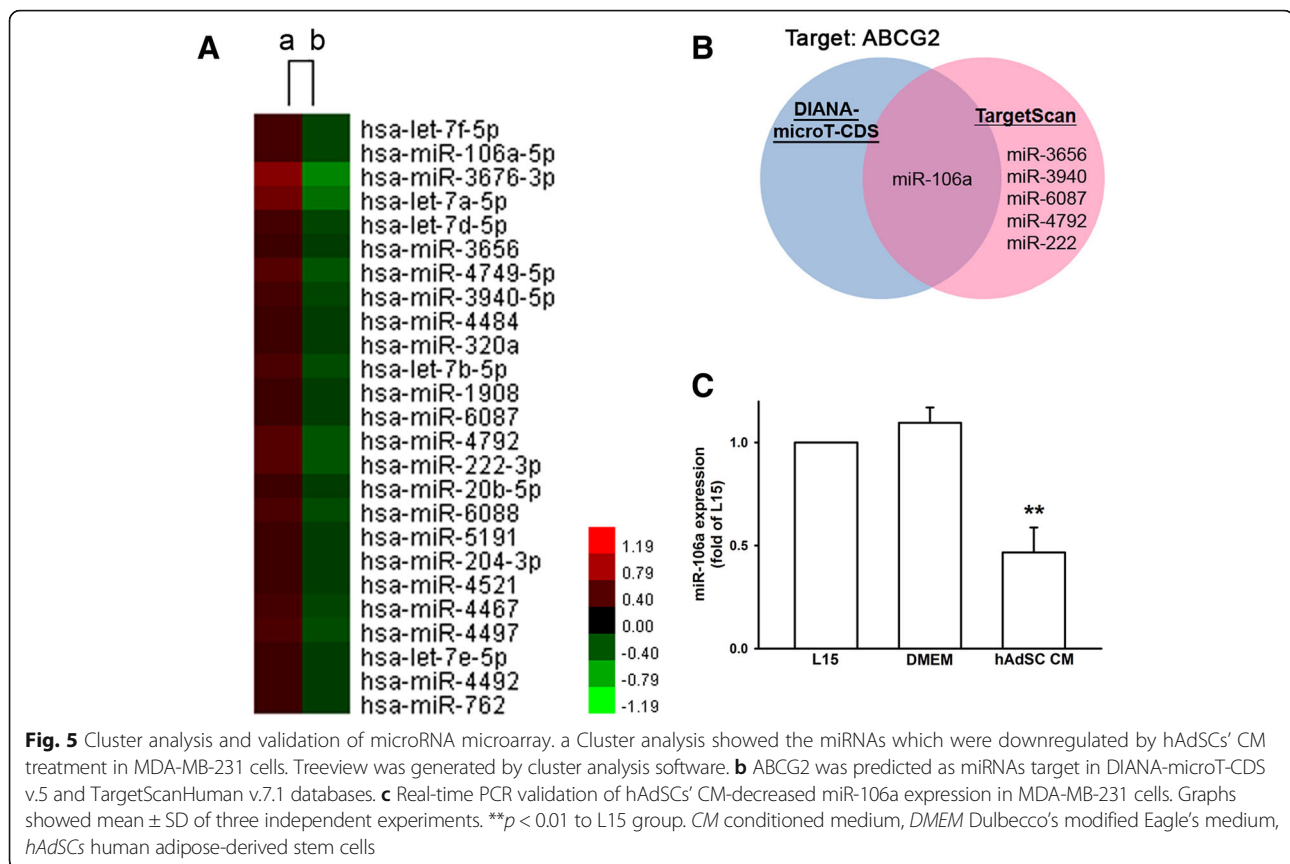 A
a b
hsa-let-7f-5p
hsa-miR-106a-5p
hsa-miR-3676-3p
hsa-let-7a-5p
hsa-let-7d-5p
hsa-miR-3656
hsa-miR-4749-5p
hsa-miR-3940-5p
hsa-miR-4484
hsa-miR-320a
hsa-let-7b-5p
hsa-miR-1908
hsa-miR-6087
hsa-miR-4792
hsa-miR-222-3p
hsa-miR-20b-5p
hsa-miR-6088
hsa-miR-5191
hsa-miR-204-3p
hsa-miR-4521
hsa-miR-4467
hsa-miR-4497
hsa-let-7e-5p
hsa-miR-4492
hsa-miR-762
1.19
0.79
0.40
0.00
-0.40
-0.79
-1.19
B
Target: ABCG2
DIANA-
microT-CDS
miR-106a
TargetScan
miR-3656
miR-3940
miR-6087
miR-4792
miR-222
C
miR-106a expression
(fold of L15)
1.0
0.5
0.0
**
L15 DMEM hAdSC CM
Fig. 5 Cluster analysis and validation of microRNA microarray. a Cluster analysis showed the miRNAs which were downregulated by hAdSCs' CM
treatment in MDA-MB-231 cells. Treeview was generated by cluster analysis software. b ABCG2 was predicted as miRNAs target in DIANA-microT-CDS
v.5 and TargetScanHuman v.7.1 databases. c Real-time PCR validation of hAdSCs' CM-decreased miR-106a expression in MDA-MB-231 cells. Graphs
showed mean ± SD of three independent experiments. **p < 0.01 to L15 group. CM conditioned medium, DMEM Dulbecco's modified Eagle's medium,
hAdSCs human adipose-derived stem cells